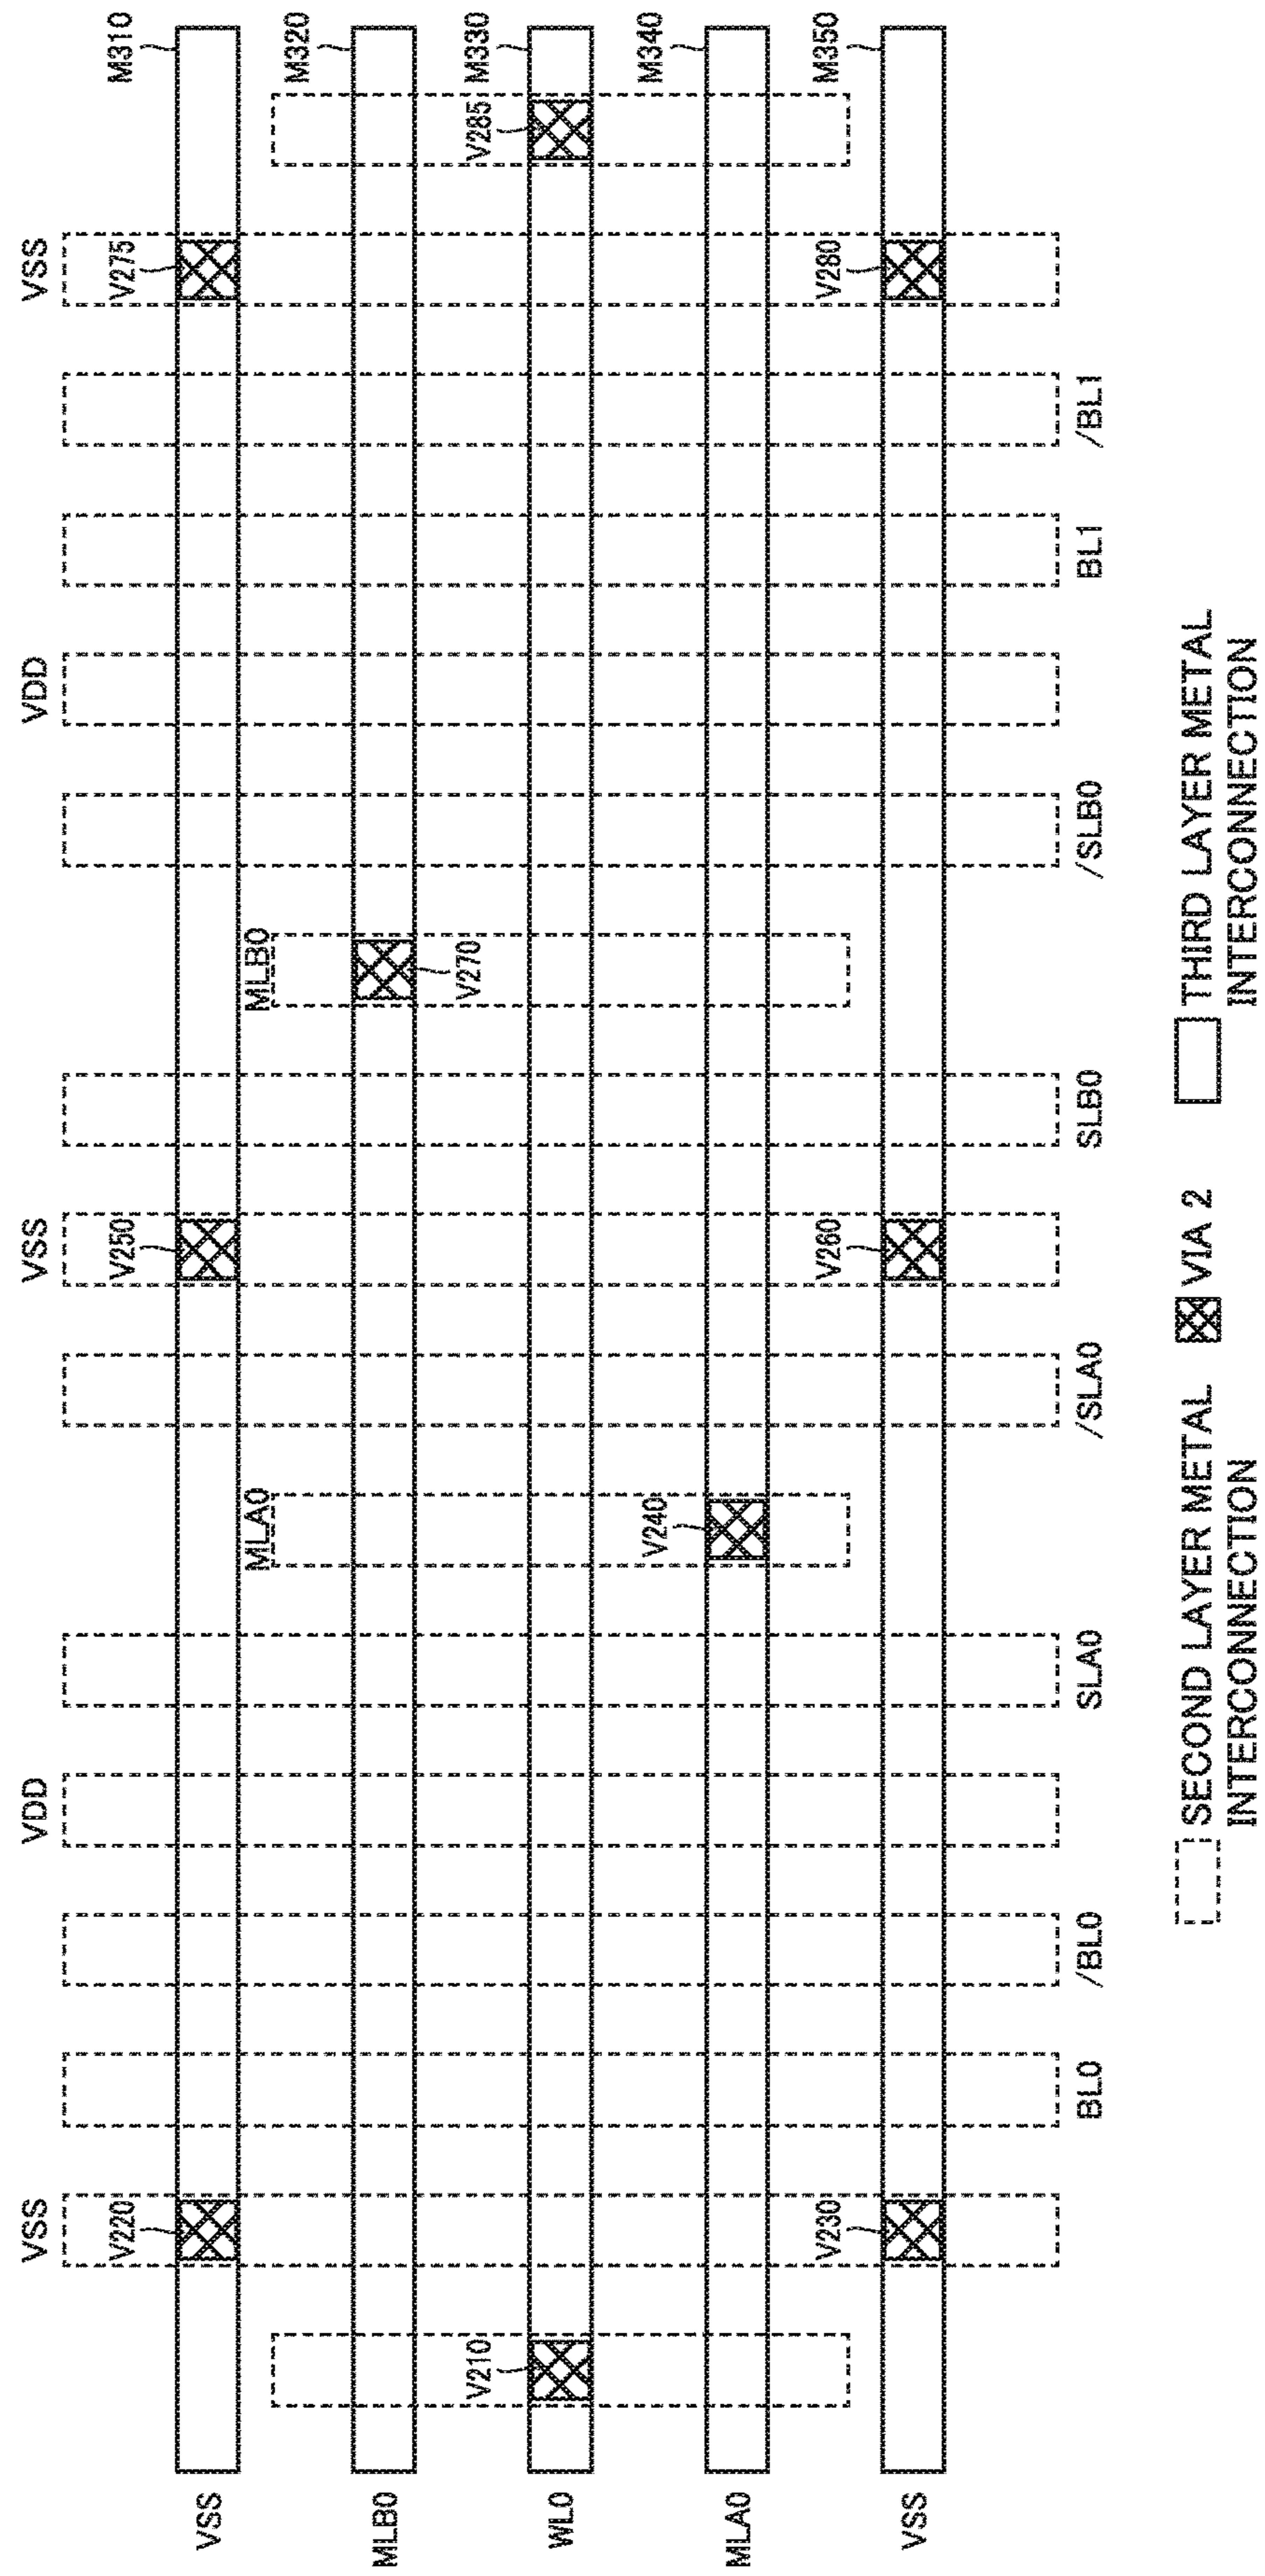 VSS
VDD
VSS
VDD
VSS
V220
V250
V275
M310
VSS
MLA0
MLB0
M320
MLB0
V210
V270
V285
M330
WL0
V240
M340
MLA0
V230
V260
V280
M350
VSS
BL0
/BL0
SLA0
/SLA0
SLB0
/SLB0
BL1
/BL1
SECOND LAYER METAL
INTERCONNECTION
VIA 2
THIRD LAYER METAL
INTERCONNECTION